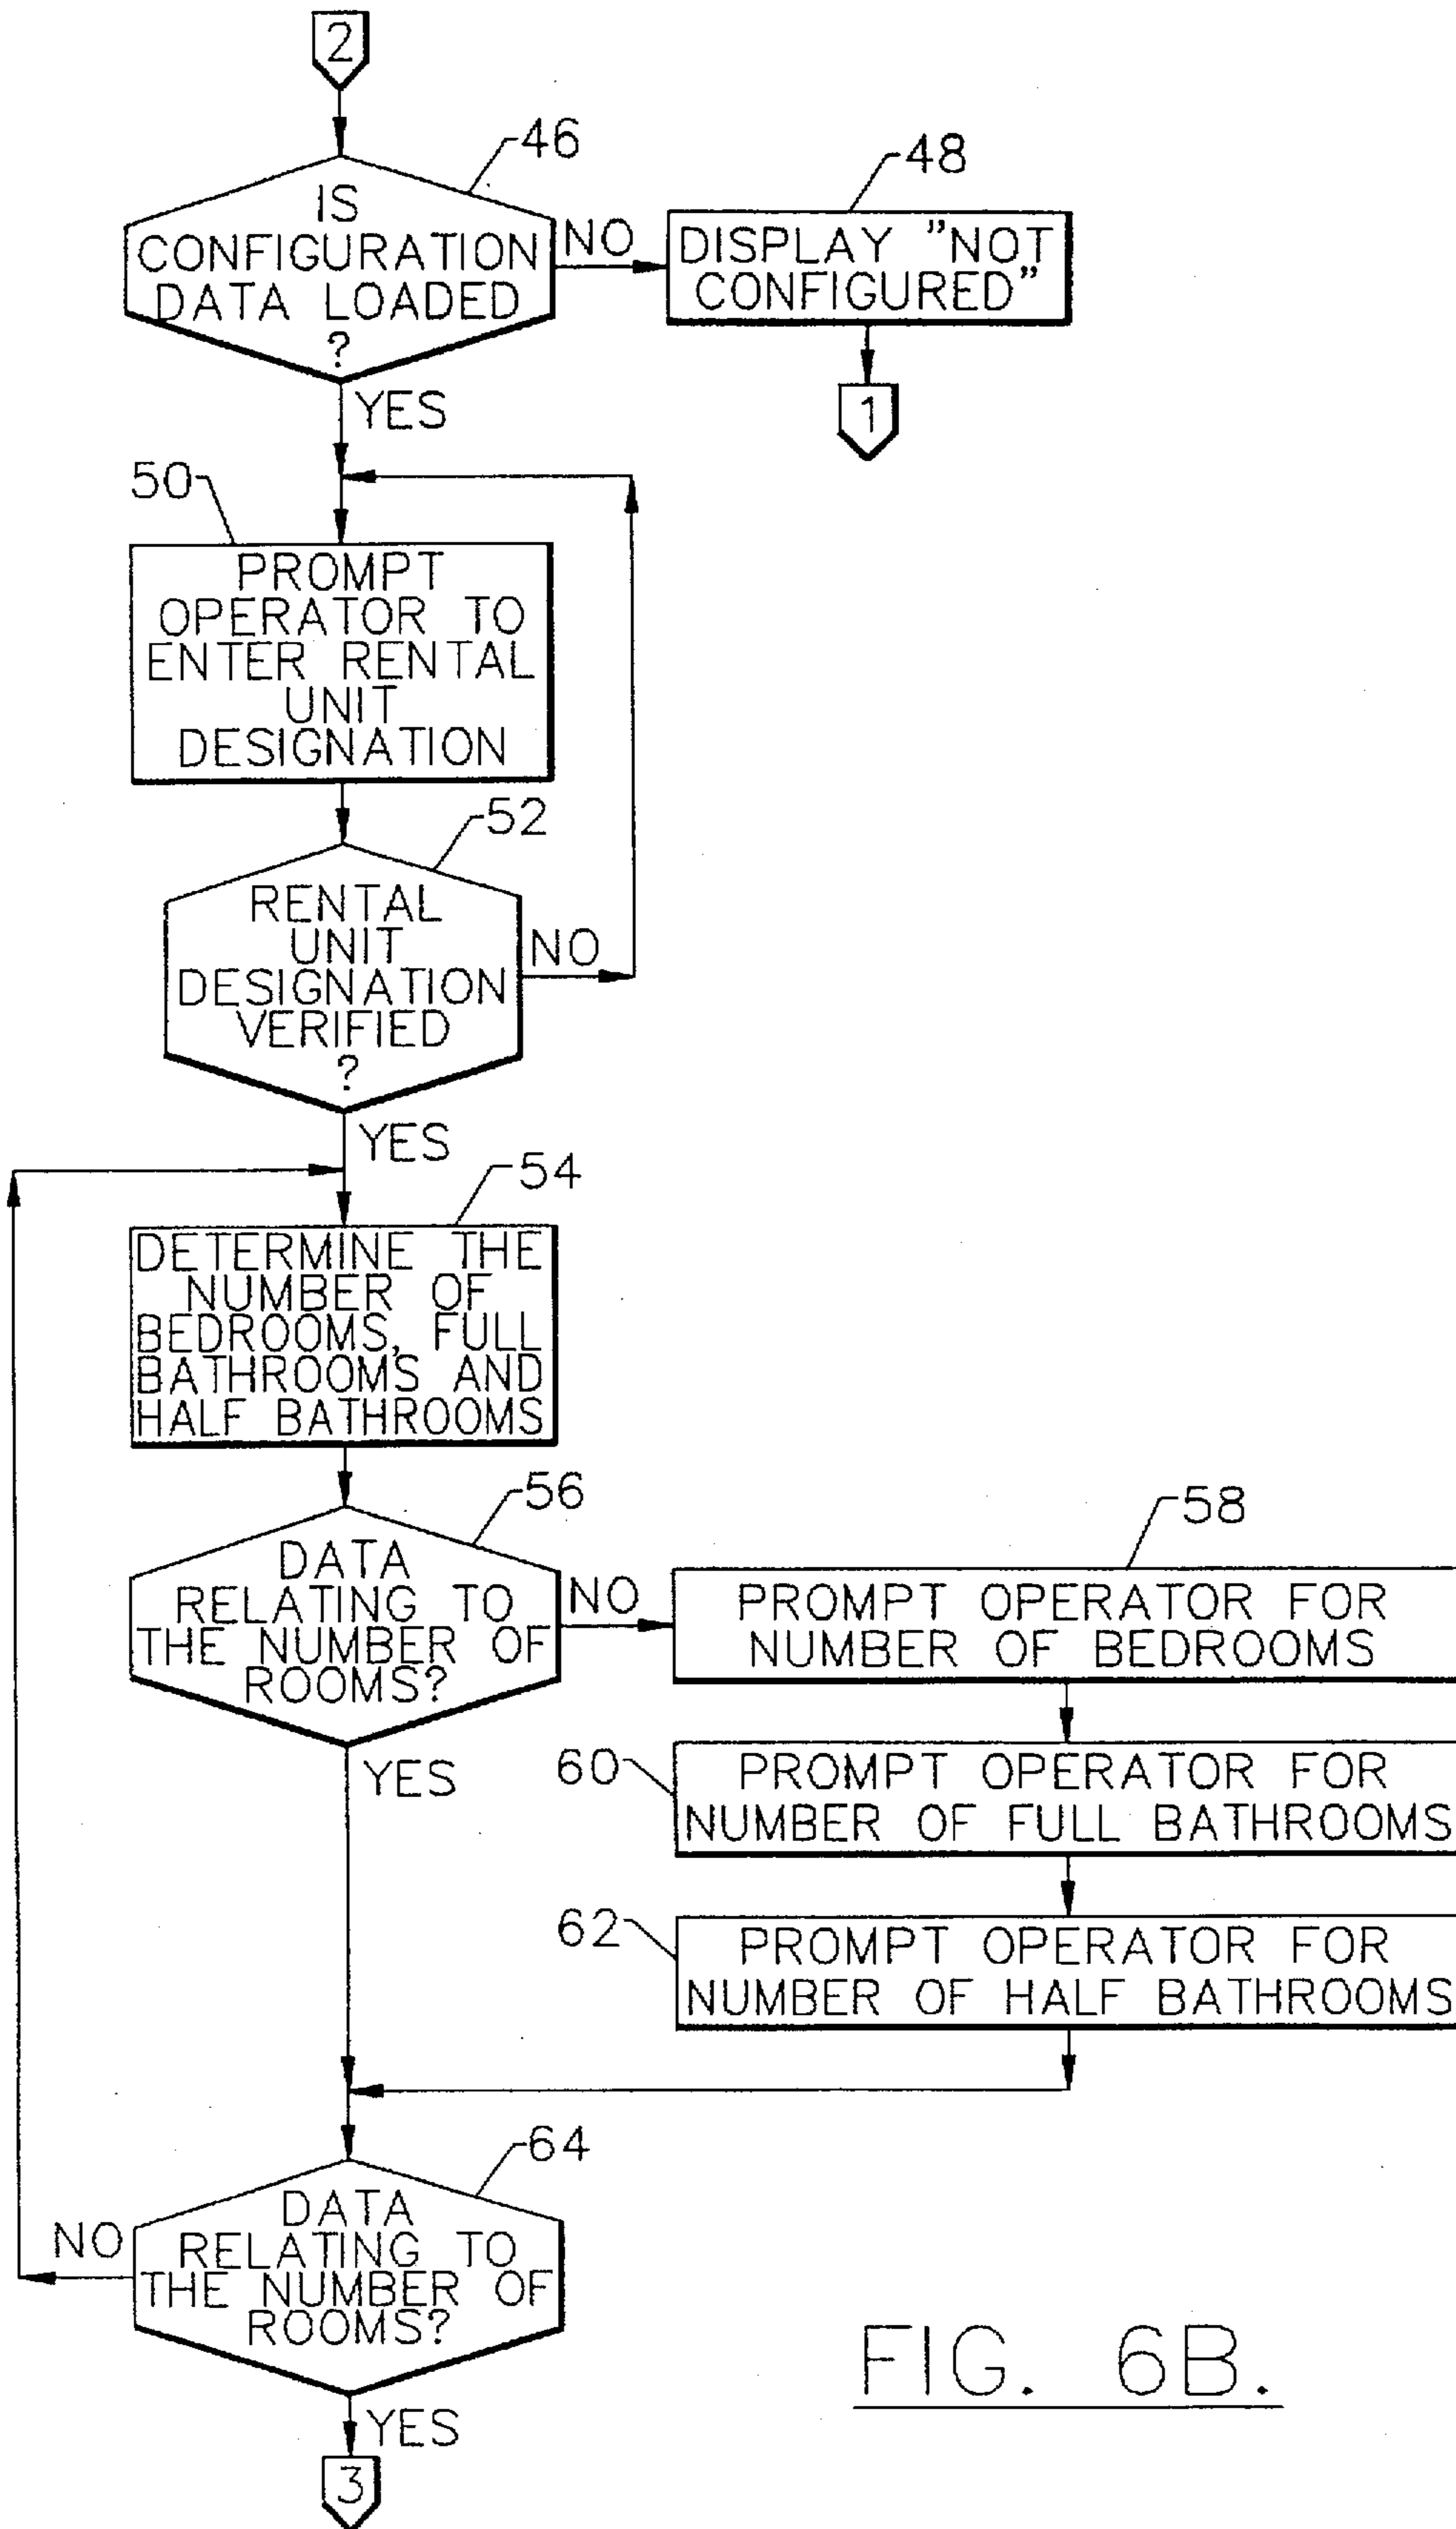 2
46
IS
CONFIGURATION
DATA LOADED
?
NO
48
DISPLAY "NOT
CONFIGURED"
1
YES
50
PROMPT
OPERATOR TO
ENTER RENTAL
UNIT
DESIGNATION
52
RENTAL
UNIT
DESIGNATION
VERIFIED
?
NO
YES
54
DETERMINE THE
NUMBER OF
BEDROOMS, FULL
BATHROOMS AND
HALF BATHROOMS
56
DATA
RELATING TO
THE NUMBER OF
ROOMS?
NO
58
PROMPT OPERATOR FOR
NUMBER OF BEDROOMS
YES
60
PROMPT OPERATOR FOR
NUMBER OF FULL BATHROOMS
62
PROMPT OPERATOR FOR
NUMBER OF HALF BATHROOMS
64
DATA
RELATING TO
THE NUMBER OF
ROOMS?
NO
YES
3
FIG. 6B.